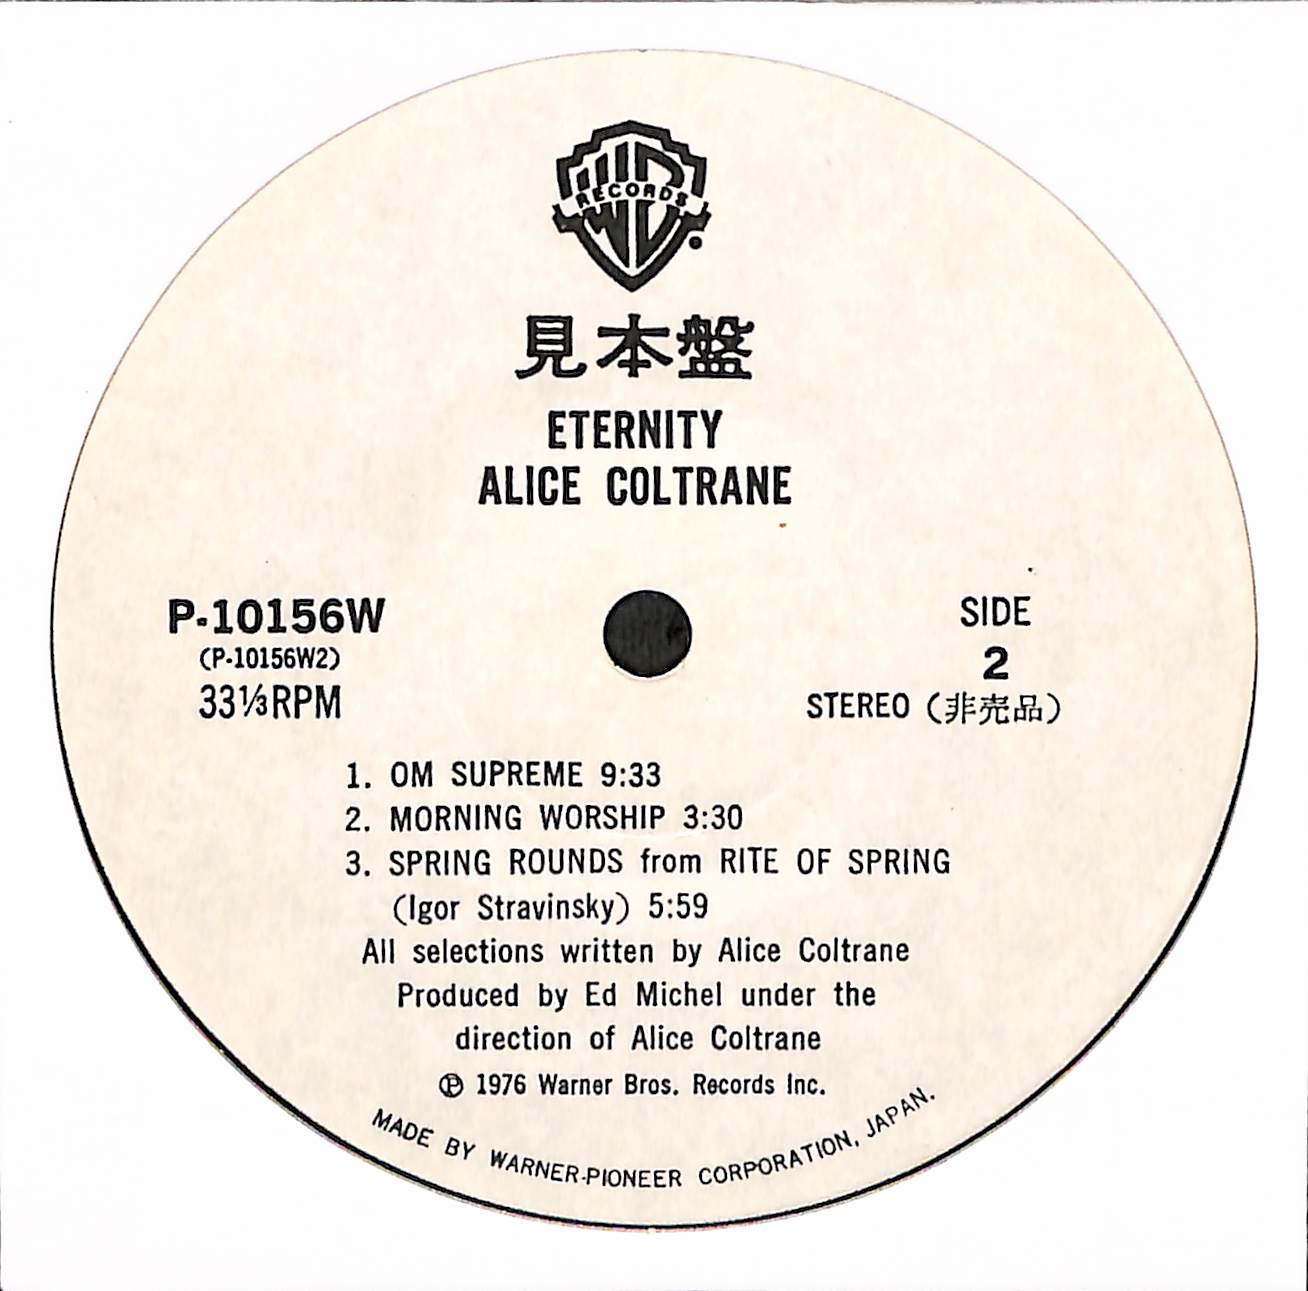 WB
RECORDS
見本盤
ETERNITY
ALICE COLTRANE
P-10156W
(P-10156W2)
33⅓RPM
SIDE
2
STEREO (非売品)
1. OM SUPREME 9:33
2. MORNING WORSHIP 3:30
3. SPRING ROUNDS from RITE OF SPRING
(Igor Stravinsky) 5:59
All selections written by Alice Coltrane
Produced by Ed Michel under the
direction of Alice Coltrane
℗ 1976 Warner Bros. Records Inc.
MADE BY WARNER-PIONEER CORPORATION, JAPAN.